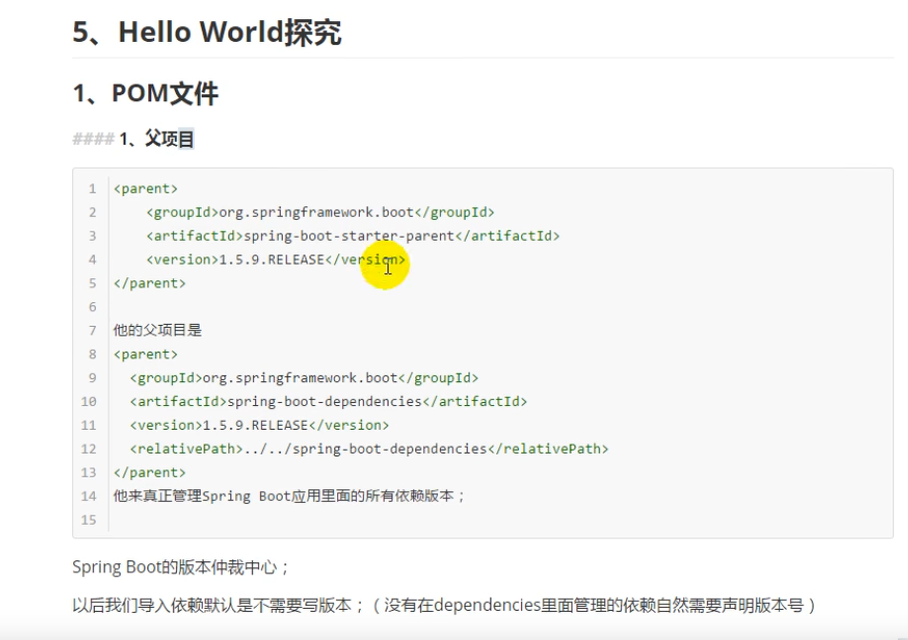 5、Hello World探究
1、POM文件
#### 1、父项目
1 <parent>
2 <groupId>org.springframework.boot</groupId>
3 <artifactId>spring-boot-starter-parent</artifactId>
4 <version>1.5.9.RELEASE</version>
5 </parent>
6
7 他的父项目是
8 <parent>
9 <groupId>org.springframework.boot</groupId>
10 <artifactId>spring-boot-dependencies</artifactId>
11 <version>1.5.9.RELEASE</version>
12 <relativePath>../../spring-boot-dependencies</relativePath>
13 </parent>
14 他来真正管理Spring Boot应用里面的所有依赖版本；
15
Spring Boot的版本仲裁中心；
以后我们导入依赖默认是不需要写版本；（没有在dependencies里面管理的依赖自然需要声明版本号）